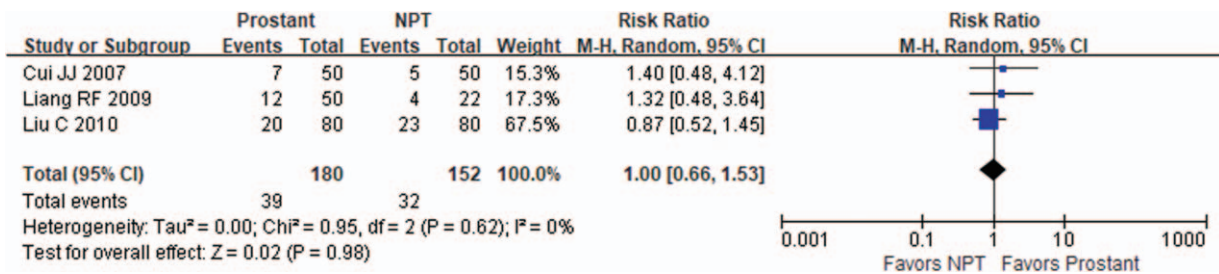 Prostant NPT Risk Ratio Risk Ratio
Study or Subgroup Events Total Events Total Weight M-H, Random, 95% CI M-H, Random, 95% CI
Cui JJ 2007 7 50 5 50 15.3% 1.40 [0.48, 4.12]
Liang RF 2009 12 50 4 22 17.3% 1.32 [0.48, 3.64]
Liu C 2010 20 80 23 80 67.5% 0.87 [0.52, 1.45]
Total (95% CI) 180 152 100.0% 1.00 [0.66, 1.53]
Total events 39 32
Heterogeneity: Tau² = 0.00; Chi² = 0.95, df = 2 (P = 0.62); I² = 0%
Test for overall effect: Z = 0.02 (P = 0.98)
0.001 0.1 1 10 1000
Favors NPT Favors Prostant